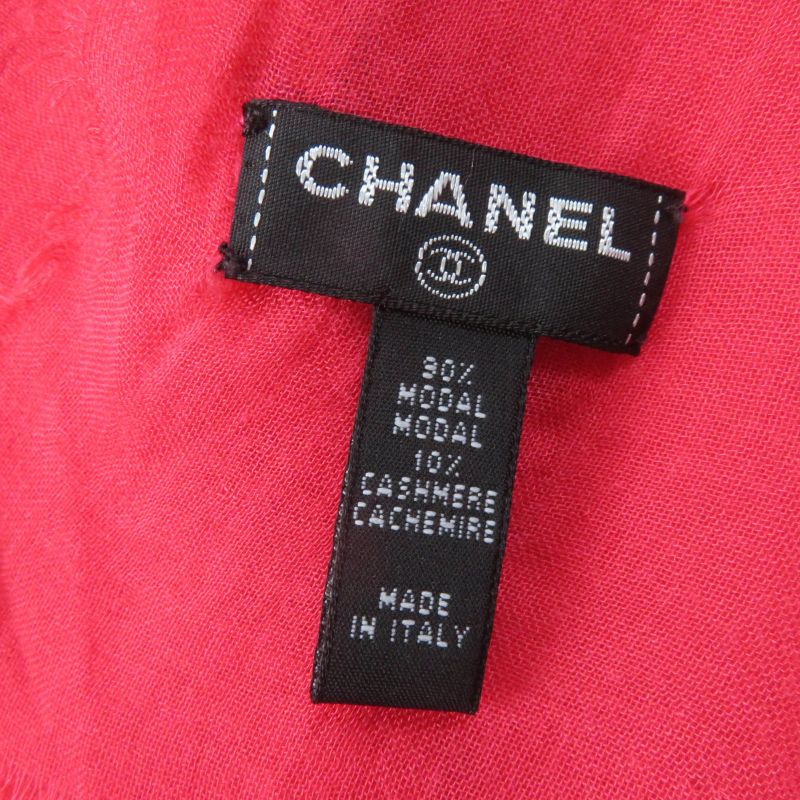 CHANEL
90%
MODAL
MODAL
10%
CASHMERE
CACHEMIRE
MADE
IN ITALY